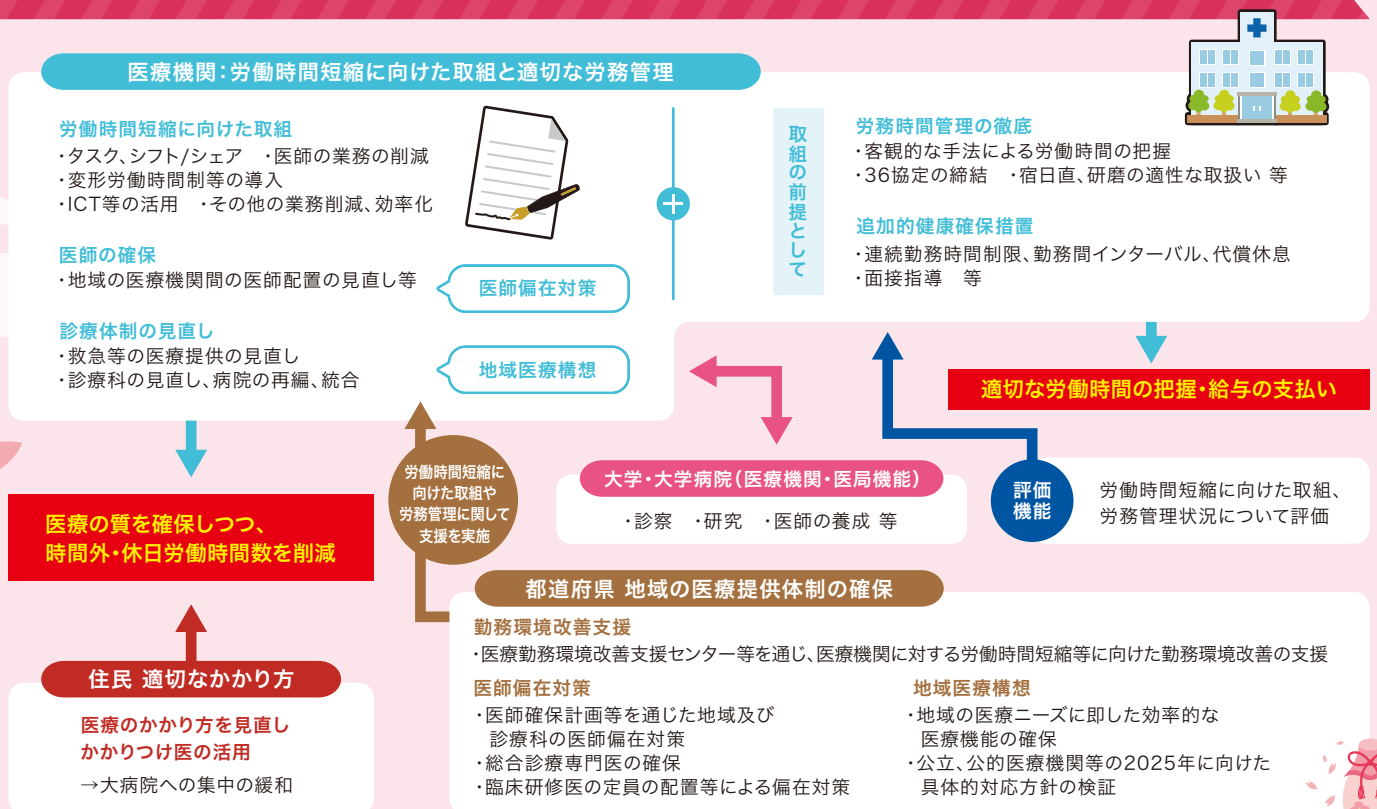 医療機関:労働時間短縮に向けた取組と適切な労務管理
労働時間短縮に向けた取組
・タスク、シフト/シェア ・医師の業務の削減
・変形労働時間制等の導入
・ICT等の活用 ・その他の業務削減、効率化
医師の確保
・地域の医療機関間の医師配置の見直し等
医師偏在対策
診療体制の見直し
・救急等の医療提供の見直し
・診療科の見直し、病院の再編、統合
地域医療構想
取組の前提として
労務時間管理の徹底
・客観的な手法による労働時間の把握
・36協定の締結 ・宿日直、研磨の適性な取扱い 等
追加的健康確保措置
・連続勤務時間制限、勤務間インターバル、代償休息
・面接指導 等
適切な労働時間の把握・給与の支払い
医療の質を確保しつつ、
時間外・休日労働時間数を削減
労働時間短縮に
向けた取組や
労務管理に関して
支援を実施
大学・大学病院(医療機関・医局機能)
・診察 ・研究 ・医師の養成 等
評価
機能
労働時間短縮に向けた取組、
労務管理状況について評価
住民 適切なかかり方
医療のかかり方を見直し
かかりつけ医の活用
→大病院への集中の緩和
都道府県 地域の医療提供体制の確保
勤務環境改善支援
・医療勤務環境改善支援センター等を通じ、医療機関に対する労働時間短縮等に向けた勤務環境改善の支援
医師偏在対策
・医師確保計画等を通じた地域及び
診療科の医師偏在対策
・総合診療専門医の確保
・臨床研修医の定員の配置等による偏在対策
地域医療構想
・地域の医療ニーズに即した効率的な
医療機能の確保
・公立、公的医療機関等の2025年に向けた
具体的対応方針の検証